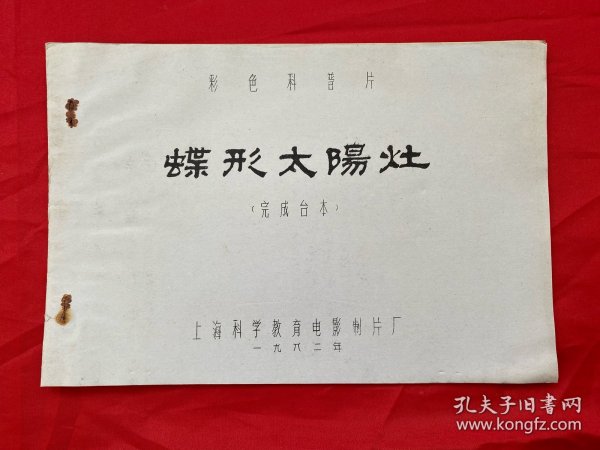 彩色科普片
蝶形太陽灶
（完成台本）
上海科学教育电影制片厂
一九八二年
孔夫子旧书网
www.kongfz.com